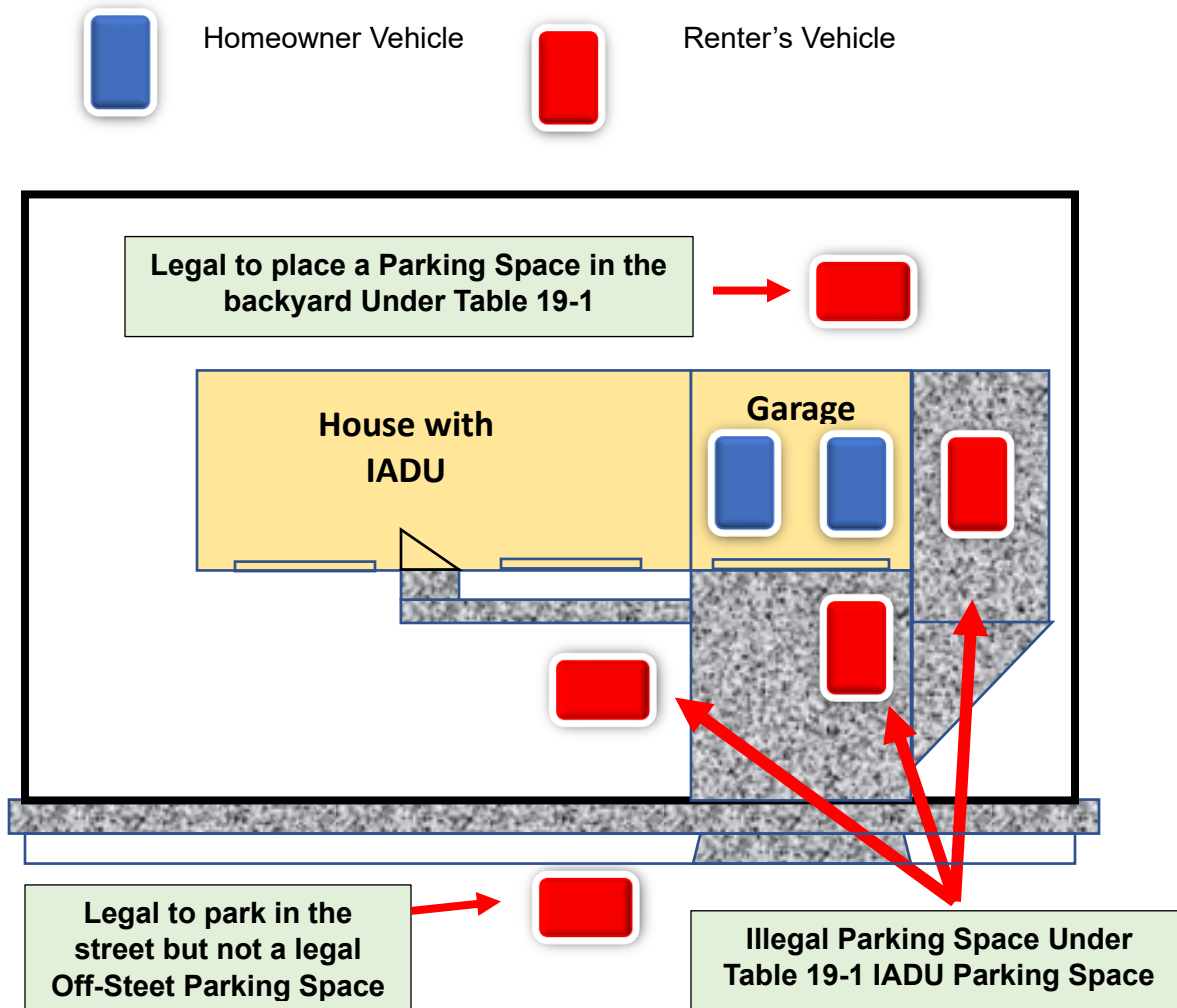 Homeowner Vehicle
Renter’s Vehicle
Legal to place a Parking Space in the
backyard Under Table 19-1
House with
IADU
Garage
Legal to park in the
street but not a legal
Off-Steet Parking Space
Illegal Parking Space Under
Table 19-1 IADU Parking Space